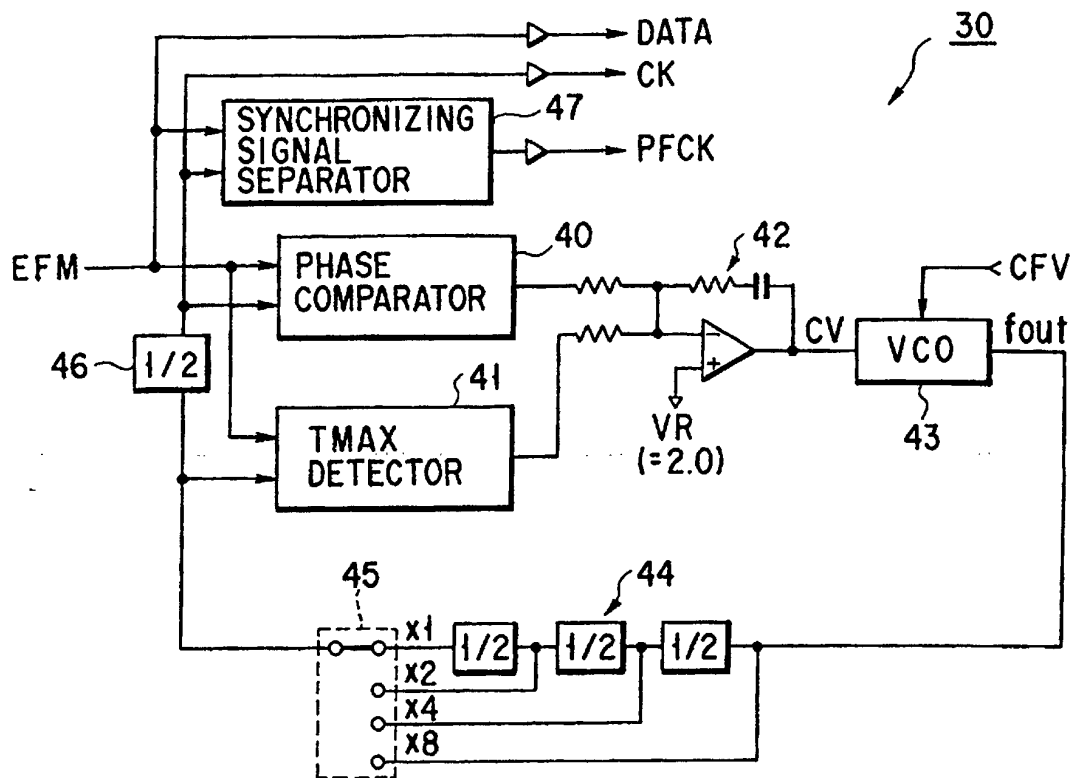 30
DATA
CK
SYNCHRONIZING
SIGNAL
SEPARATOR
47
PFCK
EFM
PHASE
COMPARATOR
40
42
CFV
46
1/2
CV
VCO
fout
43
TMAX
DETECTOR
41
VR
(=2.0)
45
44
x1
1/2
1/2
1/2
x2
x4
x8
-
+